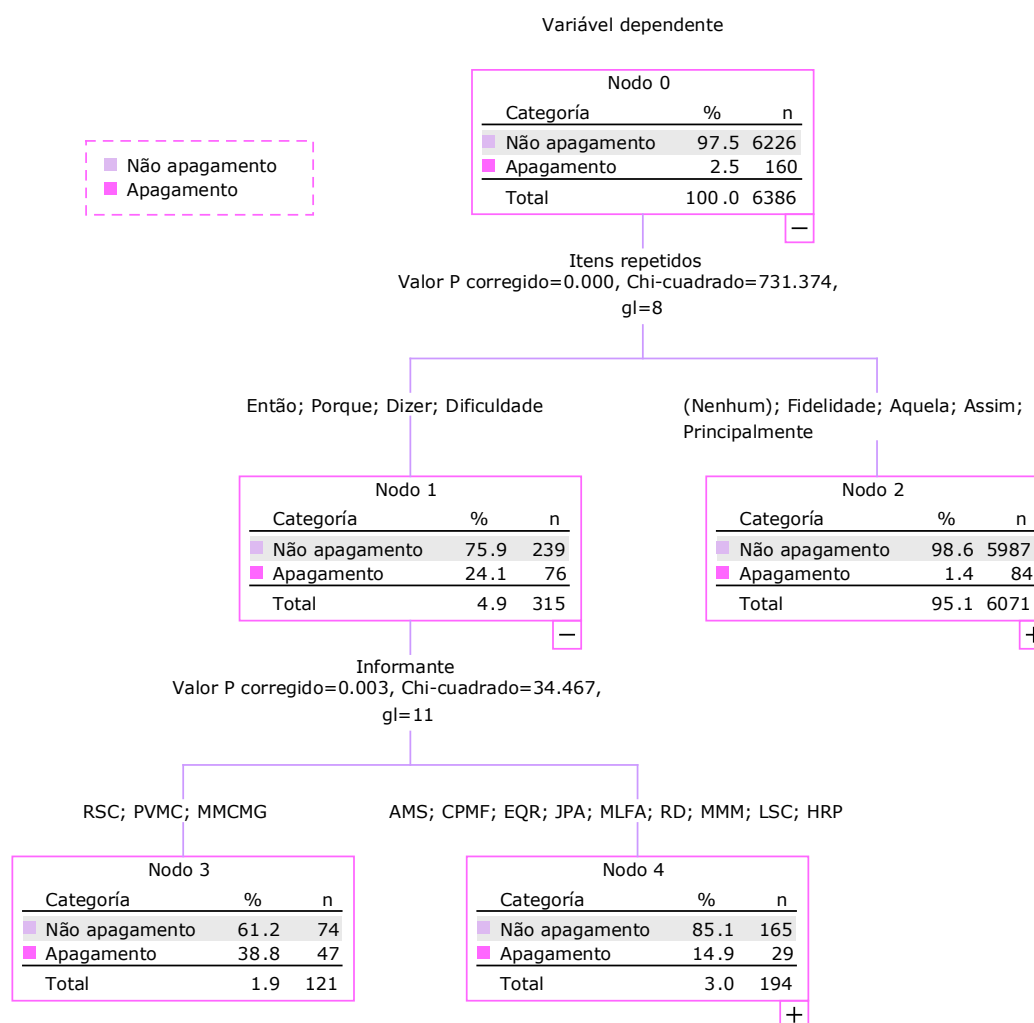 Variável dependente
Nodo 0
Categoría % n
Não apagamento 97.5 6226
Apagamento 2.5 160
Total 100.0 6386
Não apagamento
Apagamento
Itens repetidos
Valor P corregido=0.000, Chi-cuadrado=731.374,
gl=8
Então; Porque; Dizer; Dificuldade
(Nenhum); Fidelidade; Aquela; Assim;
Principalmente
Nodo 1
Categoría % n
Não apagamento 75.9 239
Apagamento 24.1 76
Total 4.9 315
Nodo 2
Categoría % n
Não apagamento 98.6 5987
Apagamento 1.4 84
Total 95.1 6071
Informante
Valor P corregido=0.003, Chi-cuadrado=34.467,
gl=11
RSC; PVMC; MMCMG
AMS; CPMF; EQR; JPA; MLFA; RD; MMM; LSC; HRP
Nodo 3
Categoría % n
Não apagamento 61.2 74
Apagamento 38.8 47
Total 1.9 121
Nodo 4
Categoría % n
Não apagamento 85.1 165
Apagamento 14.9 29
Total 3.0 194